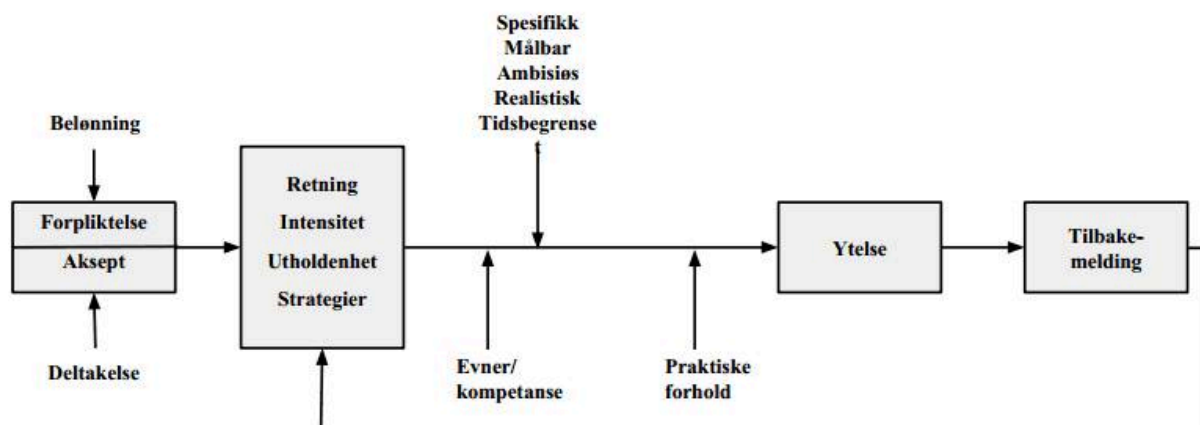 Spesifikk
Målbar
Ambisiøs
Realistisk
Tidsbegrense
t
Belønning
Forpliktelse
Aksept
Deltakelse
Retning
Intensitet
Utholdenhet
Strategier
Evner/
kompetanse
Praktiske
forhold
Ytelse
Tilbake-
melding